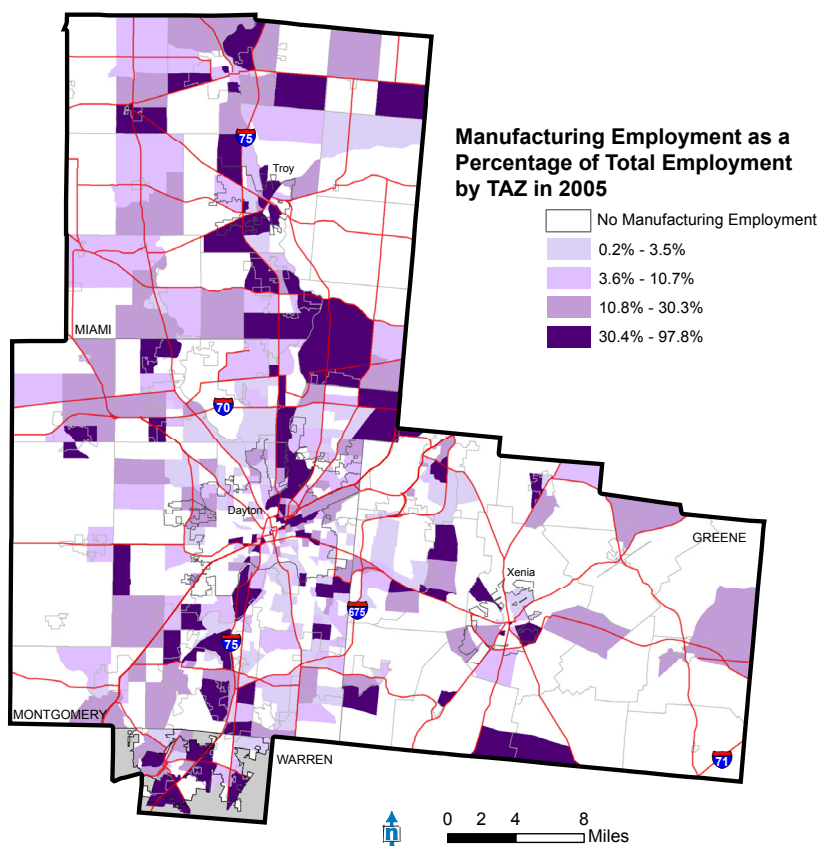 Manufacturing Employment as a
Percentage of Total Employment
by TAZ in 2005
No Manufacturing Employment
0.2% - 3.5%
3.6% - 10.7%
10.8% - 30.3%
30.4% - 97.8%
75
Troy
MIAMI
70
Dayton
GREENE
Xenia
675
75
MONTGOMERY
WARREN
71
n
0 2 4 8
Miles